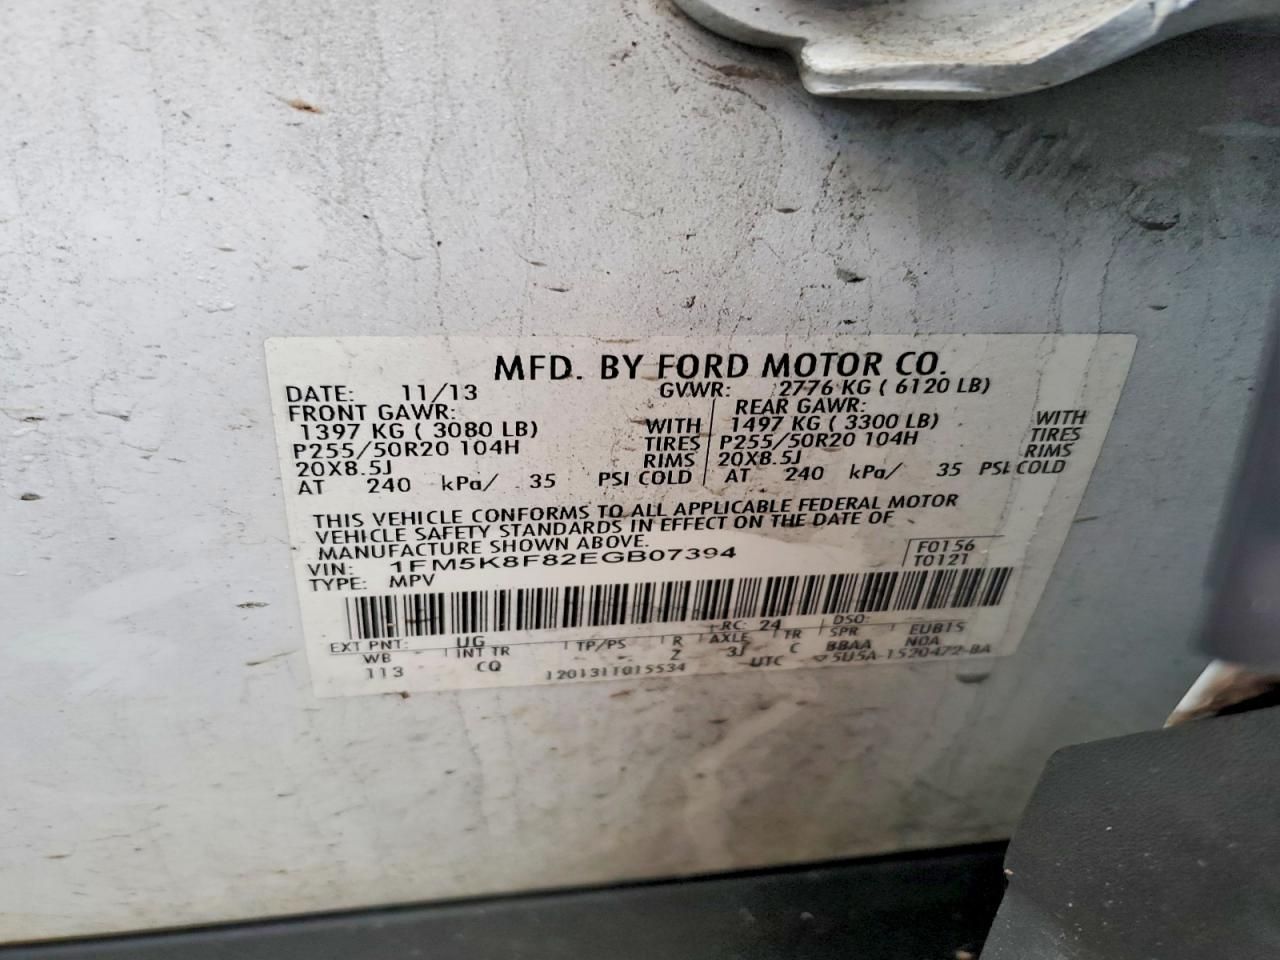 MFD. BY FORD MOTOR CO.
DATE: 11/13 GVWR: 2776 KG ( 6120 LB)
FRONT GAWR: REAR GAWR:
1397 KG ( 3080 LB) WITH 1497 KG ( 3300 LB) WITH
P255/50R20 104H TIRES P255/50R20 104H TIRES
20X8.5J RIMS 20X8.5J RIMS
AT 240 kPa/ 35 PSI COLD AT 240 kPa/ 35 PSI COLD
THIS VEHICLE CONFORMS TO ALL APPLICABLE FEDERAL MOTOR
VEHICLE SAFETY STANDARDS IN EFFECT ON THE DATE OF
MANUFACTURE SHOWN ABOVE.
VIN: 1FM5K8F82EGB07394 F0156
TYPE: MPV T0121
EXT PNT: UG RC: 24 DSO:
WB INT TR TP/PS R AXLE TR SPR EUB1S
113 CQ Z 3J C BBAA N0A
120131T015534 UTC ▽5U5A-1520472-BA